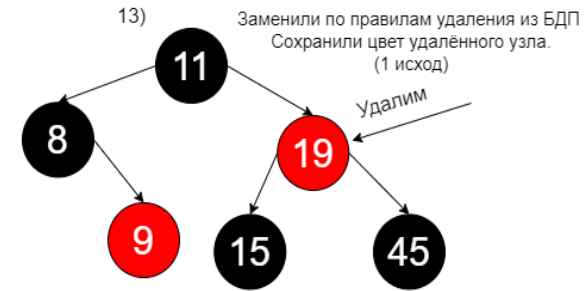 13)
Заменили по правилам удаления из БДП
Сохранили цвет удалённого узла.
(1 исход)
11
Удалим
8
19
9
15
45